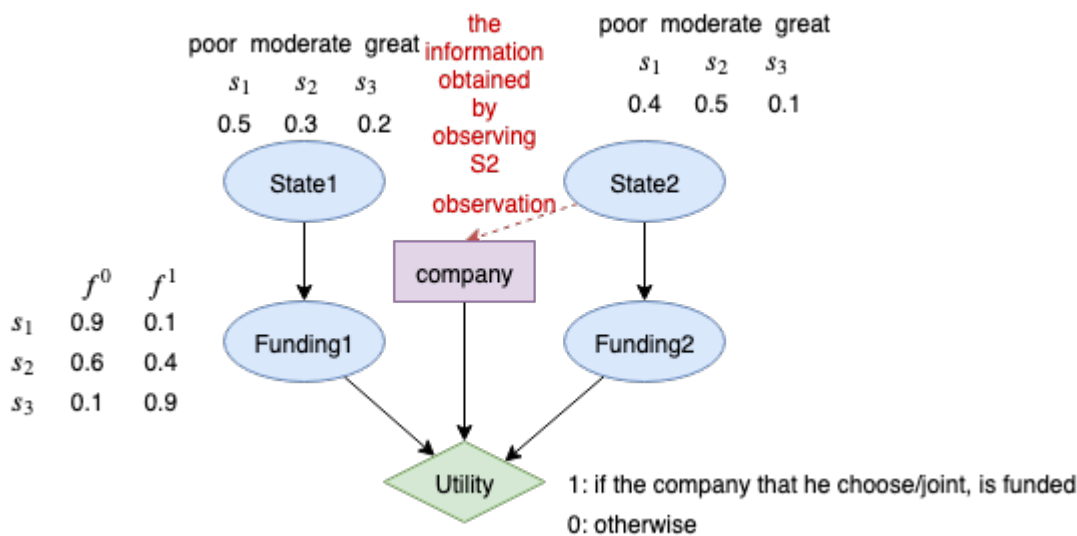 the
information
obtained
by
observing
S2
observation
poor moderate great
s₁ s₂ s₃
0.5 0.3 0.2
State1
poor moderate great
s₁ s₂ s₃
0.4 0.5 0.1
State2
company
f⁰ f¹
s₁ 0.9 0.1
s₂ 0.6 0.4
s₃ 0.1 0.9
Funding1
Funding2
Utility
1: if the company that he choose/joint, is funded
0: otherwise